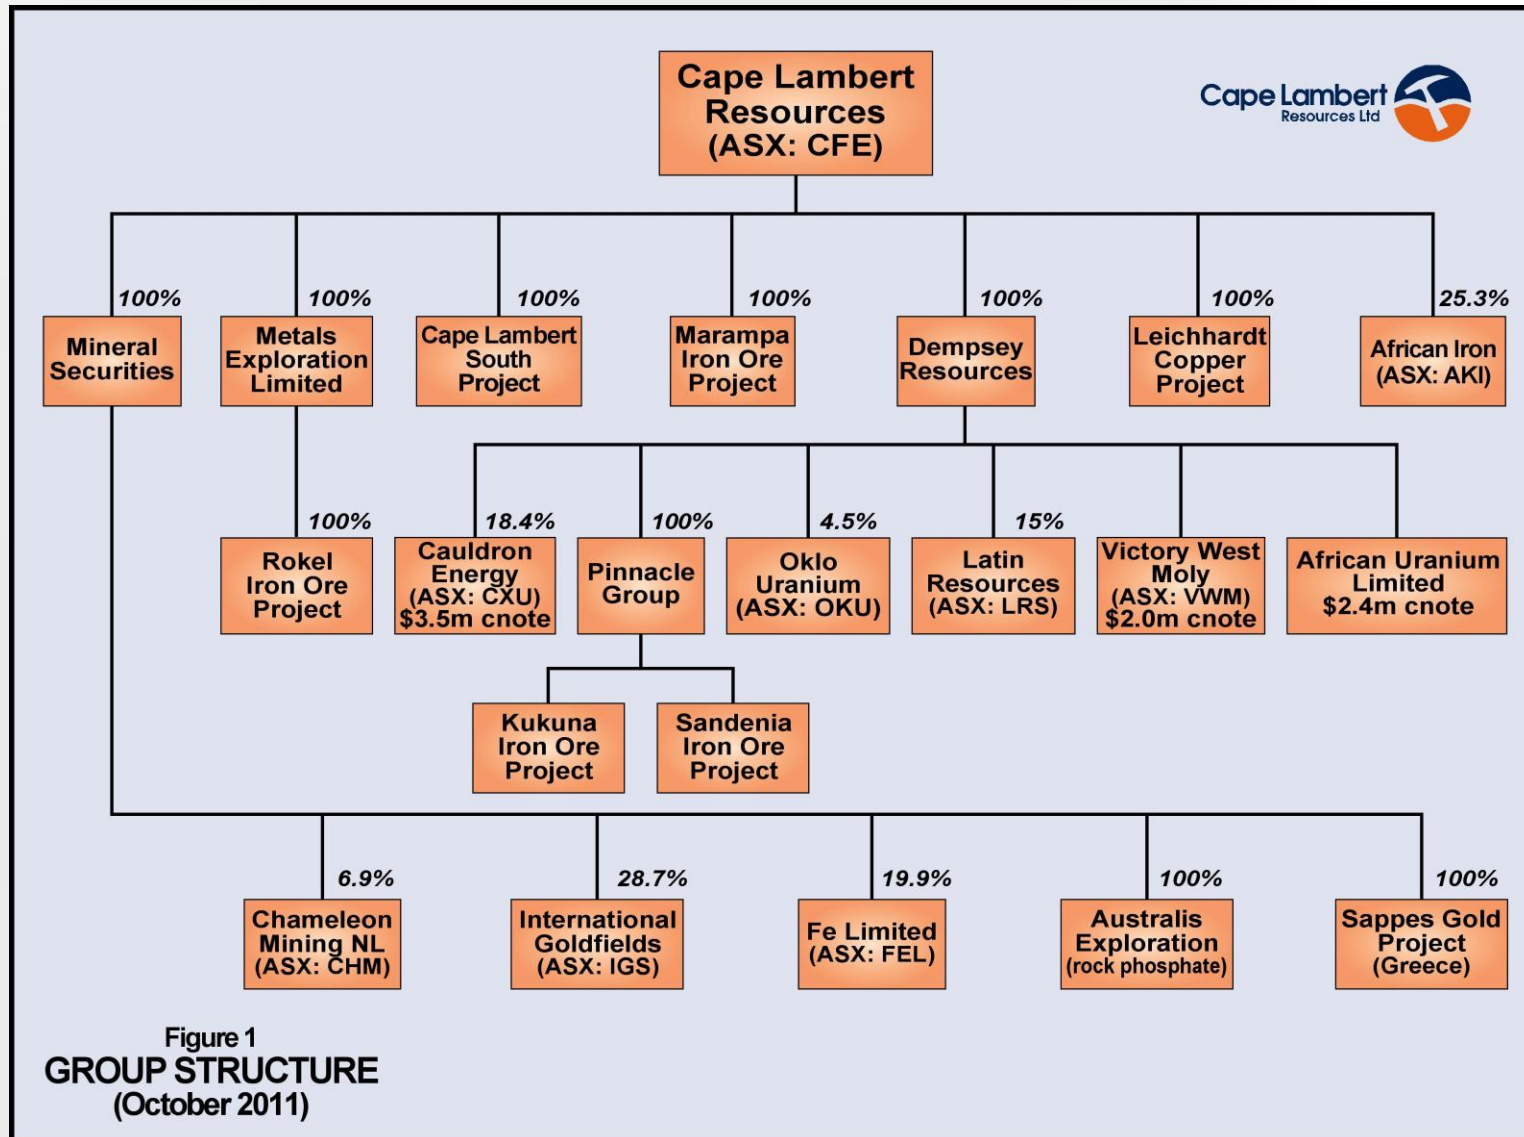 Cape Lambert
Resources
(ASX: CFE)
Cape Lambert
Resources Ltd
100%
100%
100%
100%
100%
100%
25.3%
Mineral
Securities
Metals
Exploration
Limited
Cape Lambert
South
Project
Marampa
Iron Ore
Project
Dempsey
Resources
Leichhardt
Copper
Project
African Iron
(ASX: AKI)
100%
18.4%
100%
4.5%
15%
Rokel
Iron Ore
Project
Cauldron
Energy
(ASX: CXU)
$3.5m cnote
Pinnacle
Group
Oklo
Uranium
(ASX: OKU)
Latin
Resources
(ASX: LRS)
Victory West
Moly
(ASX: VWM)
$2.0m cnote
African Uranium
Limited
$2.4m cnote
Kukuna
Iron Ore
Project
Sandenia
Iron Ore
Project
6.9%
28.7%
19.9%
100%
100%
Chameleon
Mining NL
(ASX: CHM)
International
Goldfields
(ASX: IGS)
Fe Limited
(ASX: FEL)
Australis
Exploration
(rock phosphate)
Sappes Gold
Project
(Greece)
Figure 1
GROUP STRUCTURE
(October 2011)